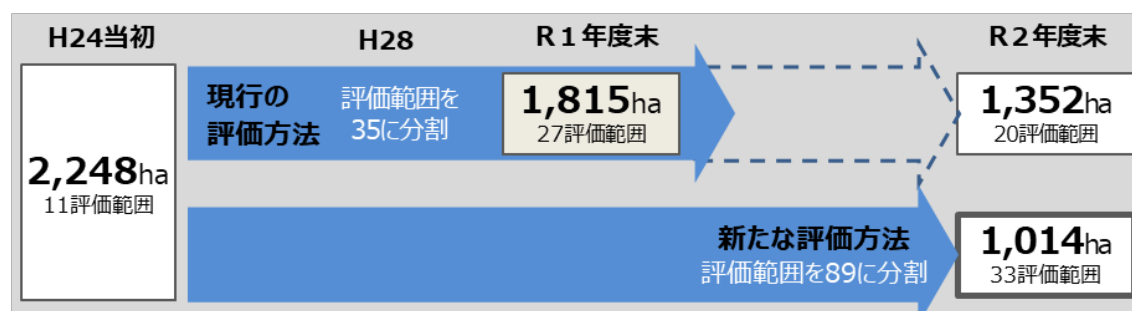 H24当初
H28
R1年度末
R2年度末
2,248ha
11評価範囲
現行の
評価方法
評価範囲を
35に分割
1,815ha
27評価範囲
1,352ha
20評価範囲
新たな評価方法
評価範囲を89に分割
1,014ha
33評価範囲